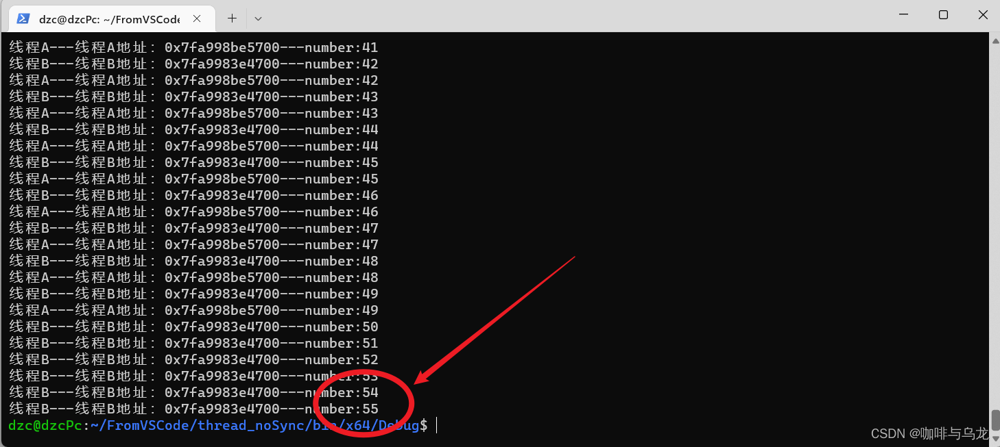 dzc@dzcPc: ~/FromVSCode
线程A---线程A地址: 0x7fa998be5700---number:41
线程B---线程B地址: 0x7fa9983e4700---number:42
线程A---线程A地址: 0x7fa998be5700---number:42
线程B---线程B地址: 0x7fa9983e4700---number:43
线程A---线程A地址: 0x7fa998be5700---number:43
线程B---线程B地址: 0x7fa9983e4700---number:44
线程A---线程A地址: 0x7fa998be5700---number:44
线程B---线程B地址: 0x7fa9983e4700---number:45
线程A---线程A地址: 0x7fa998be5700---number:45
线程B---线程B地址: 0x7fa9983e4700---number:46
线程A---线程A地址: 0x7fa998be5700---number:46
线程B---线程B地址: 0x7fa9983e4700---number:47
线程A---线程A地址: 0x7fa998be5700---number:47
线程B---线程B地址: 0x7fa9983e4700---number:48
线程A---线程A地址: 0x7fa998be5700---number:48
线程B---线程B地址: 0x7fa9983e4700---number:49
线程A---线程A地址: 0x7fa998be5700---number:49
线程B---线程B地址: 0x7fa9983e4700---number:50
线程B---线程B地址: 0x7fa9983e4700---number:51
线程B---线程B地址: 0x7fa9983e4700---number:52
线程B---线程B地址: 0x7fa9983e4700---number:53
线程B---线程B地址: 0x7fa9983e4700---number:54
线程B---线程B地址: 0x7fa9983e4700---number:55
dzc@dzcPc:~/FromVSCode/thread_noSync/bin/x64/Debug$
CSDN @咖啡与乌龙